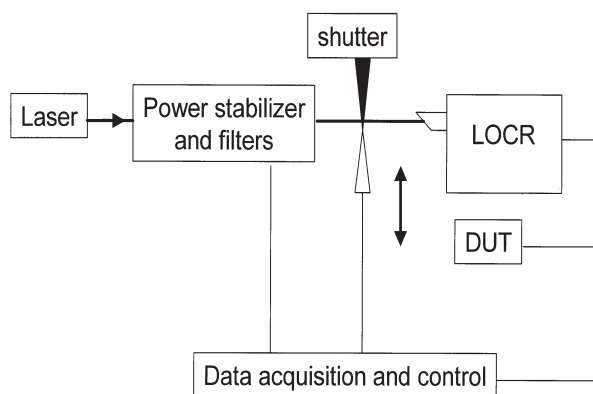 shutter
Laser
Power stabilizer
and filters
LOCR
DUT
Data acquisition and control